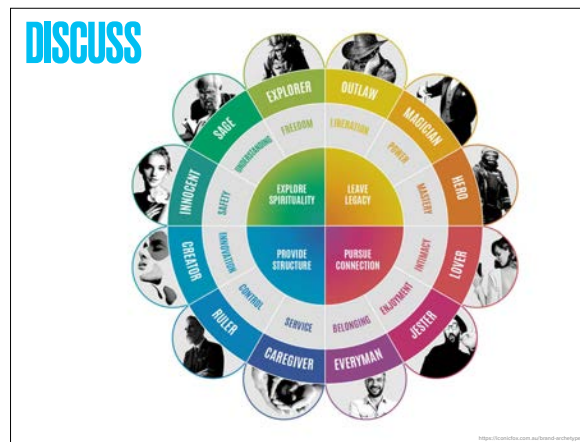 DISCUSS
EXPLORER
OUTLAW
SAGE
MAGICIAN
FREEDOM
LIBERATION
UNDERSTANDING
POWER
INNOCENT
HERO
SAFETY
MASTERY
EXPLORE
SPIRITUALITY
LEAVE
LEGACY
PROVIDE
STRUCTURE
PURSUE
CONNECTION
CREATOR
INNOVATION
INTIMACY
LOVER
CONTROL
ENJOYMENT
RULER
SERVICE
BELONGING
JESTER
CAREGIVER
EVERYMAN
https://iconicfox.com.au/brand-archetypes